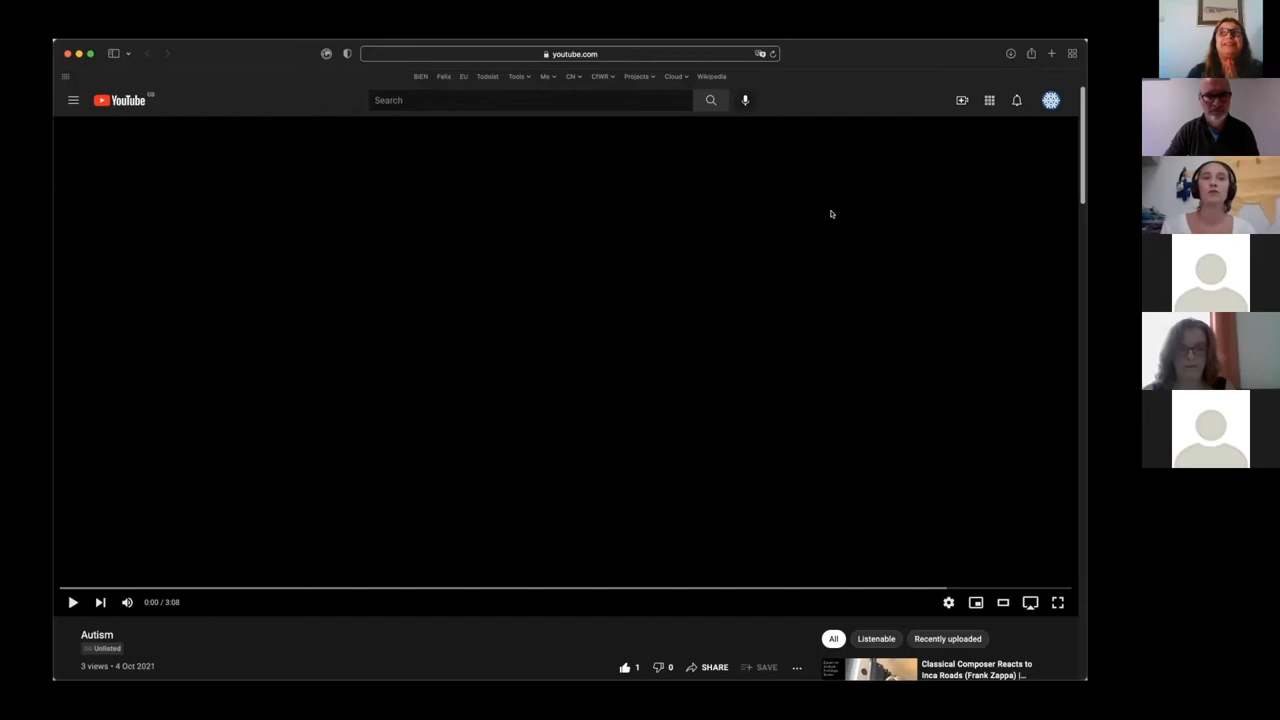 youtube.com
BIEN Felix EU Todoist Tools Me CN CfWR Projects Cloud Wikipedia
YouTube GB
Search
0:00 / 3:08
Autism
Unlisted
3 views • 4 Oct 2021
1 0 SHARE SAVE
All Listenable Recently uploaded
Classical Composer Reacts to
Inca Roads (Frank Zappa) |...